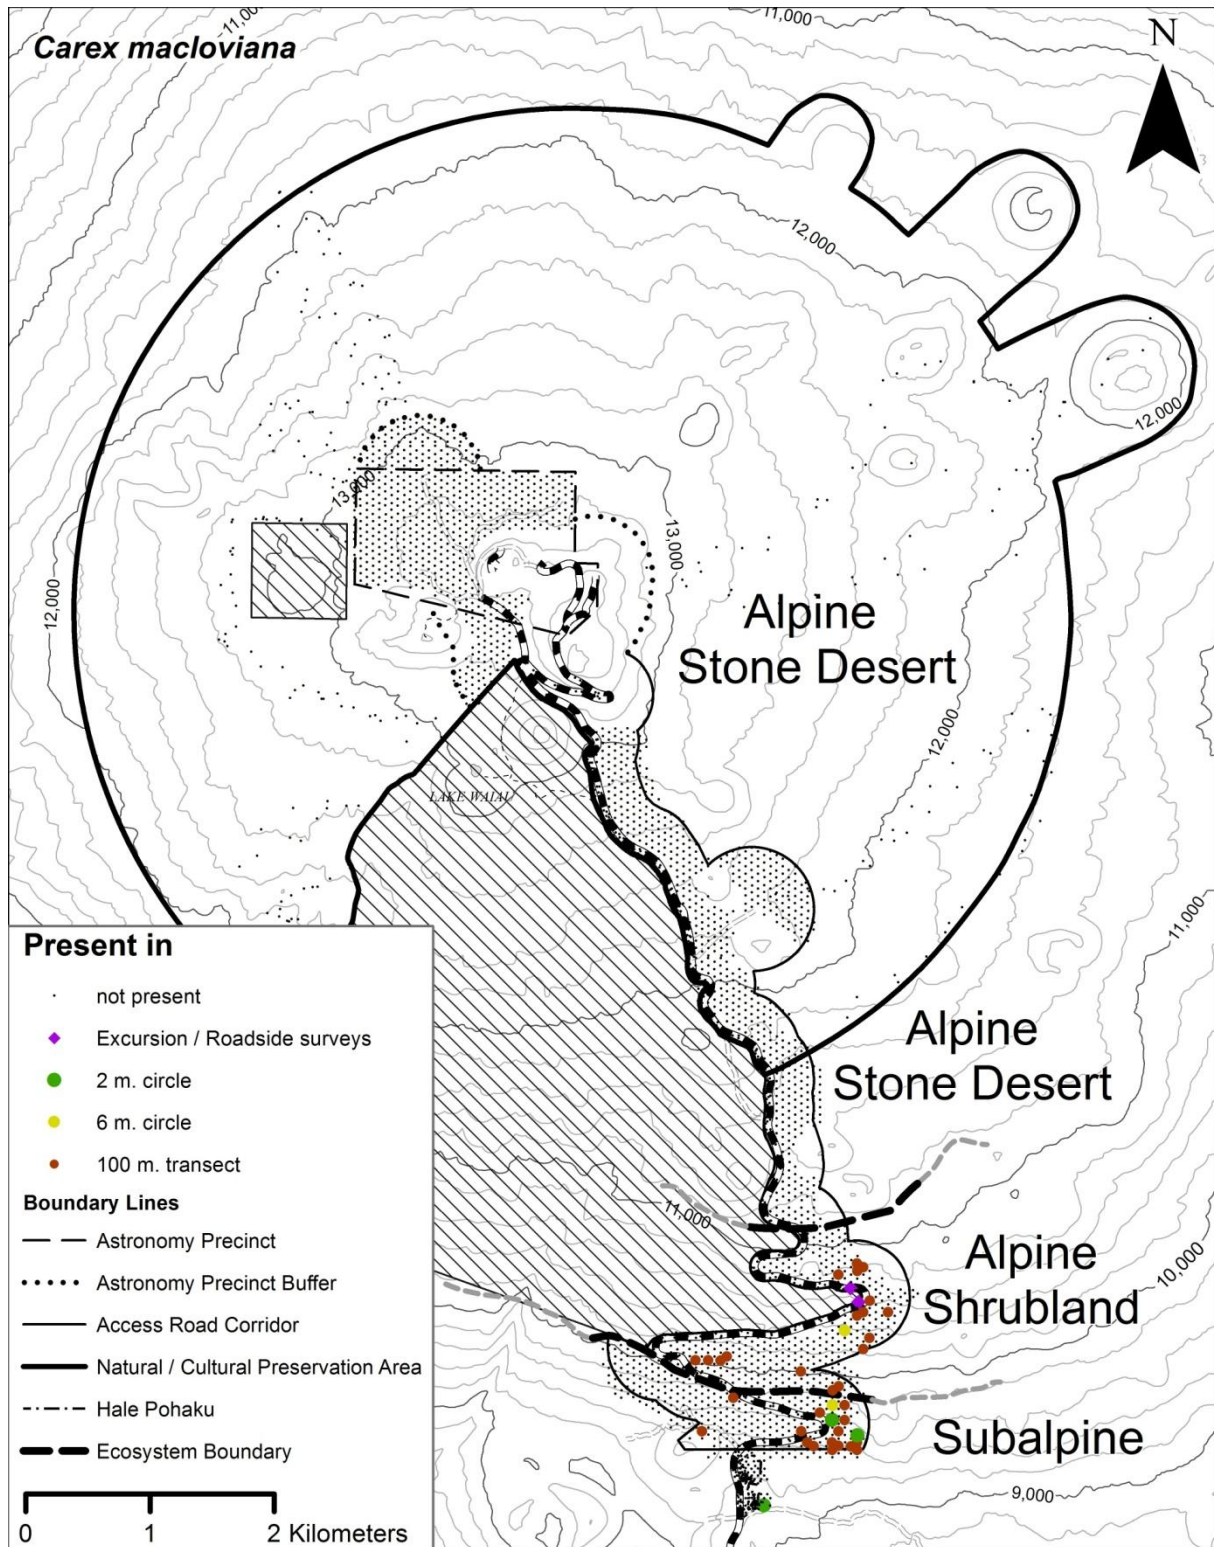 Carex macloviana
11,000
11,000
N
12,000
12,000
13,000
13,000
12,000
Alpine
Stone Desert
12,000
LAKE WAIAU
11,000
Present in
not present
Excursion / Roadside surveys
2 m. circle
6 m. circle
100 m. transect
Boundary Lines
Astronomy Precinct
Astronomy Precinct Buffer
Access Road Corridor
Natural / Cultural Preservation Area
Hale Pohaku
Ecosystem Boundary
0 1 2 Kilometers
Alpine
Stone Desert
11,000
Alpine
Shrubland
10,000
Subalpine
9,000